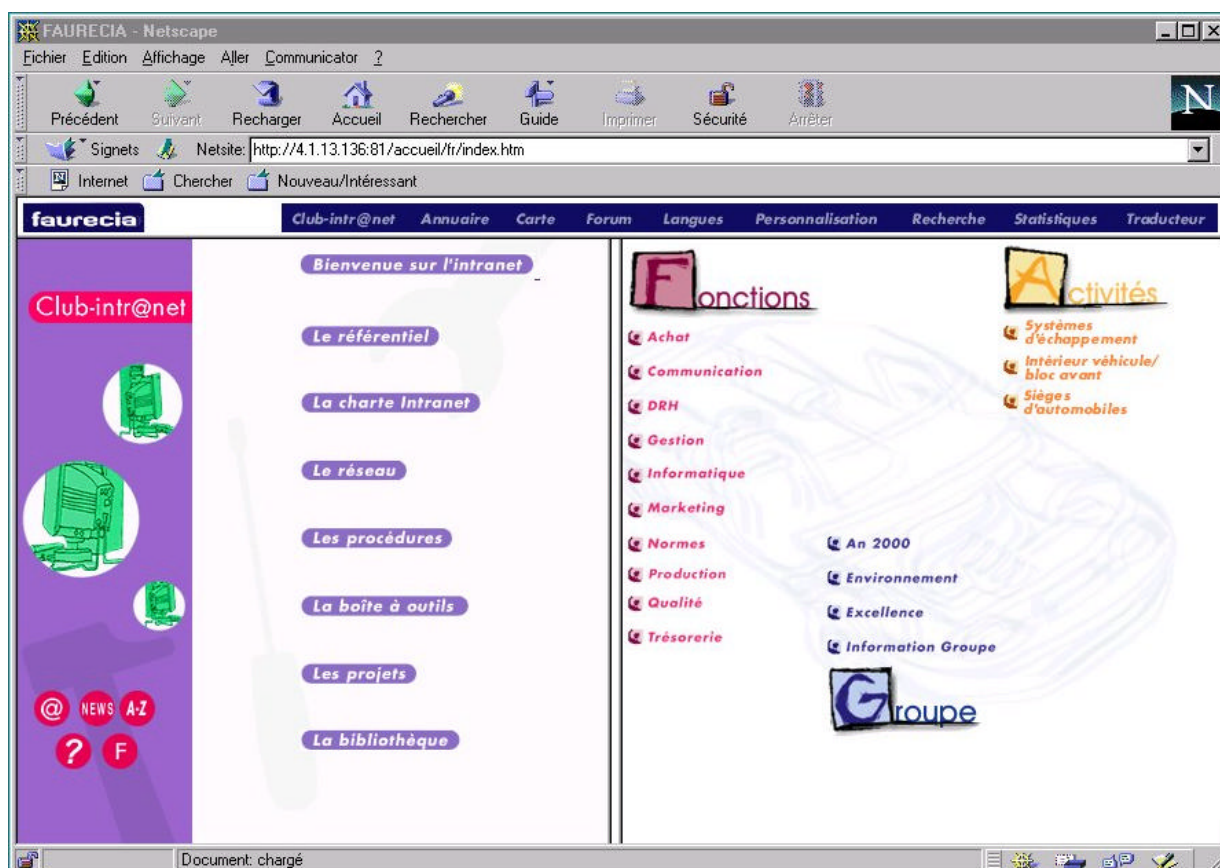 FAURECIA - Netscape
Fichier Edition Affichage Aller Communicator ?
Précédent Suivant Recharger Accueil Rechercher Guide Imprimer Sécurité Arrêter
N
Signets Netsite: http://4.1.13.136:81/accueil/fr/index.htm
Internet Chercher Nouveau/Intéressant
faurecia Club-intr@net Annuaire Carte Forum Langues Personnalisation Recherche Statistiques Traducteur
Club-intr@net
@ NEWS A-Z
? F
Bienvenue sur l'intranet
Le référentiel
La charte Intranet
Le réseau
Les procédures
La boîte à outils
Les projets
La bibliothèque
Fonctions
Achat
Communication
DRH
Gestion
Informatique
Marketing
Normes
Production
Qualité
Trésorerie
Activités
Systèmes
d'échappement
Intérieur véhicule/
bloc avant
Sièges
d'automobiles
An 2000
Environnement
Excellence
Information Groupe
Groupe
Document: chargé